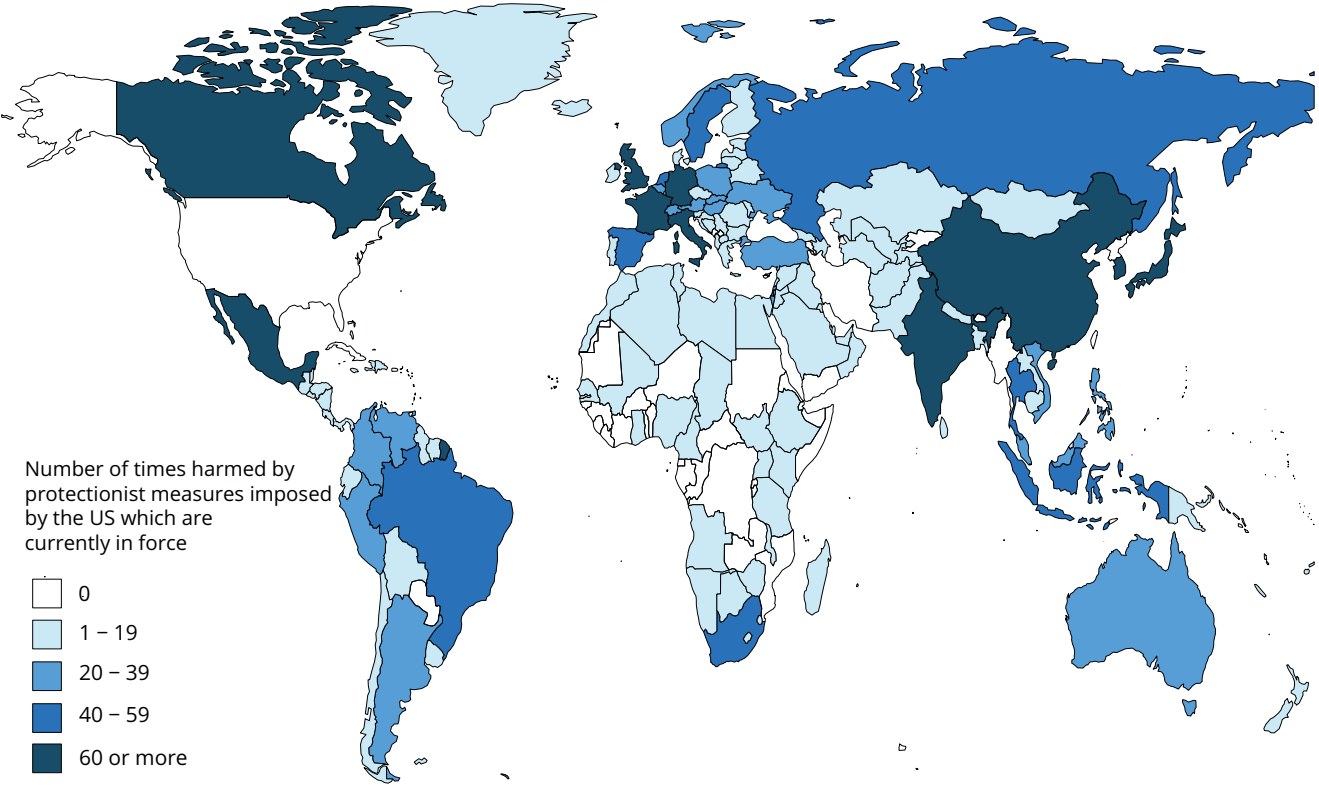 Number of times harmed by
protectionist measures imposed
by the US which are
currently in force
0
1 – 19
20 – 39
40 – 59
60 or more